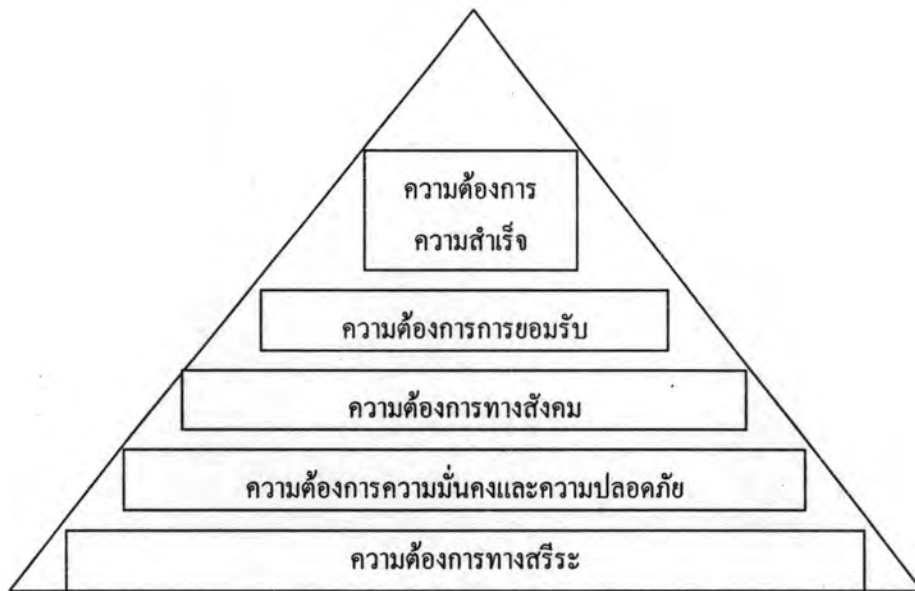 ความต้องการ
ความสำเร็จ
ความต้องการการยอมรับ
ความต้องการทางสังคม
ความต้องการความมั่นคงและความปลอดภัย
ความต้องการทางสรีระ